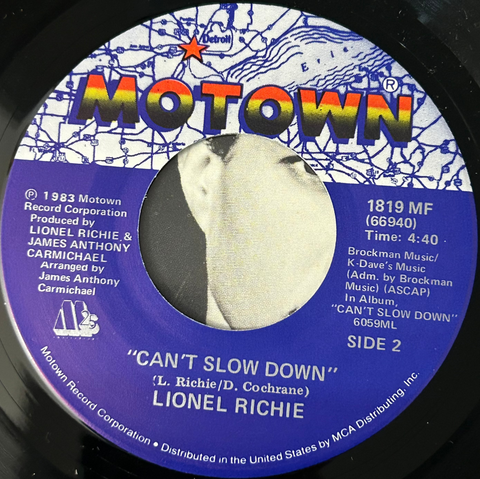 Detroit
Erie
MOTOWN®
℗ 1983 Motown
Record Corporation
Produced by
LIONEL RICHIE &
JAMES ANTHONY
CARMICHAEL
Arranged by
James Anthony
Carmichael
1819 MF
(66940)
Time: 4:40
Brockman Music/
K-Dave's Music
(Adm. by Brockman
Music) (ASCAP)
In Album,
"CAN'T SLOW DOWN"
6059ML
SIDE 2
"CAN'T SLOW DOWN"
(L. Richie/D. Cochrane)
LIONEL RICHIE
Motown Record Corporation • Distributed in the United States by MCA Distributing, Inc.